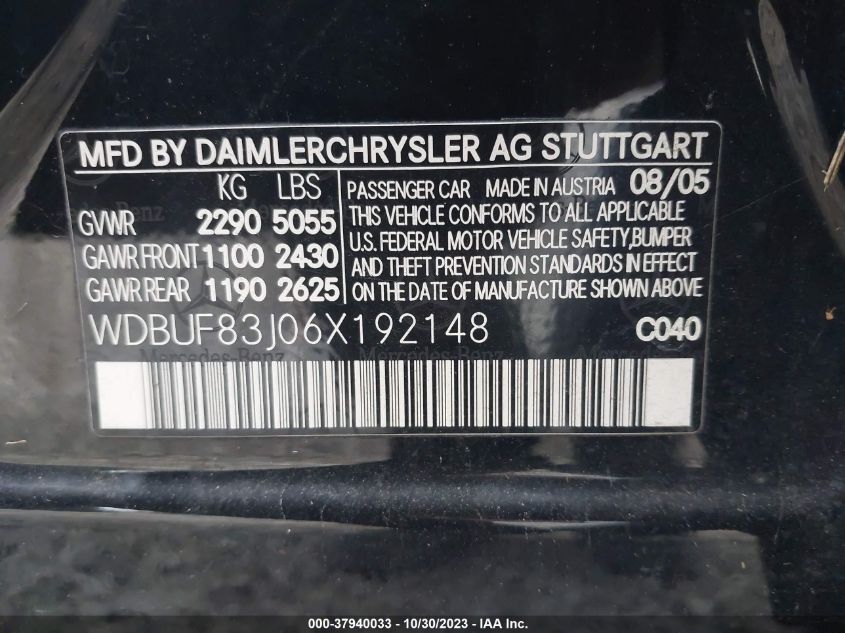 MFD BY DAIMLERCHRYSLER AG STUTTGART
KG LBS
GVWR 2290 5055
GAWR FRONT 1100 2430
GAWR REAR 1190 2625
PASSENGER CAR MADE IN AUSTRIA 08/05
THIS VEHICLE CONFORMS TO ALL APPLICABLE
U.S. FEDERAL MOTOR VEHICLE SAFETY,BUMPER
AND THEFT PREVENTION STANDARDS IN EFFECT
ON THE DATE OF MANUFACTURE SHOWN ABOVE
WDBUF83J06X192148 C040
Mercedes-Benz
000-37940033 - 10/30/2023 - IAA Inc.